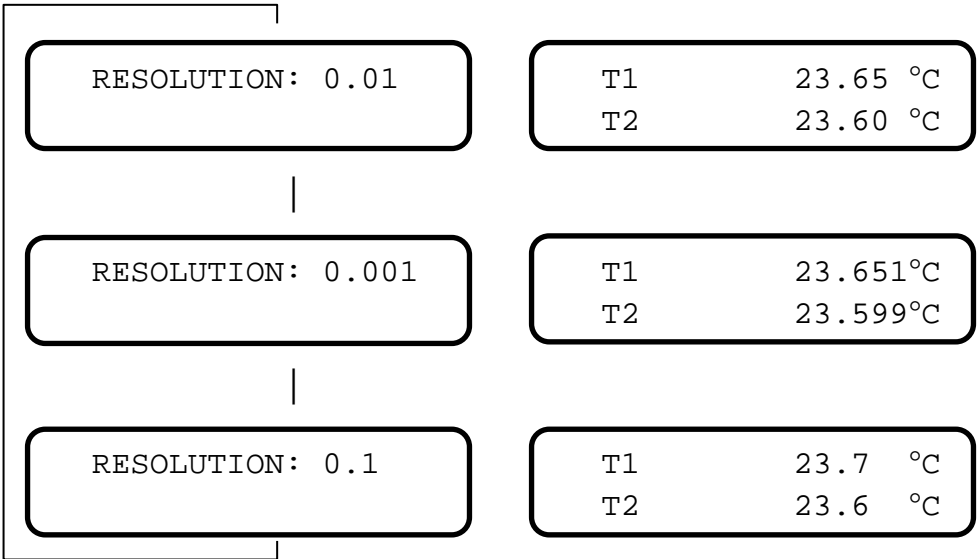 RESOLUTION: 0.01
T1 23.65 °C
T2 23.60 °C
RESOLUTION: 0.001
T1 23.651°C
T2 23.599°C
RESOLUTION: 0.1
T1 23.7 °C
T2 23.6 °C